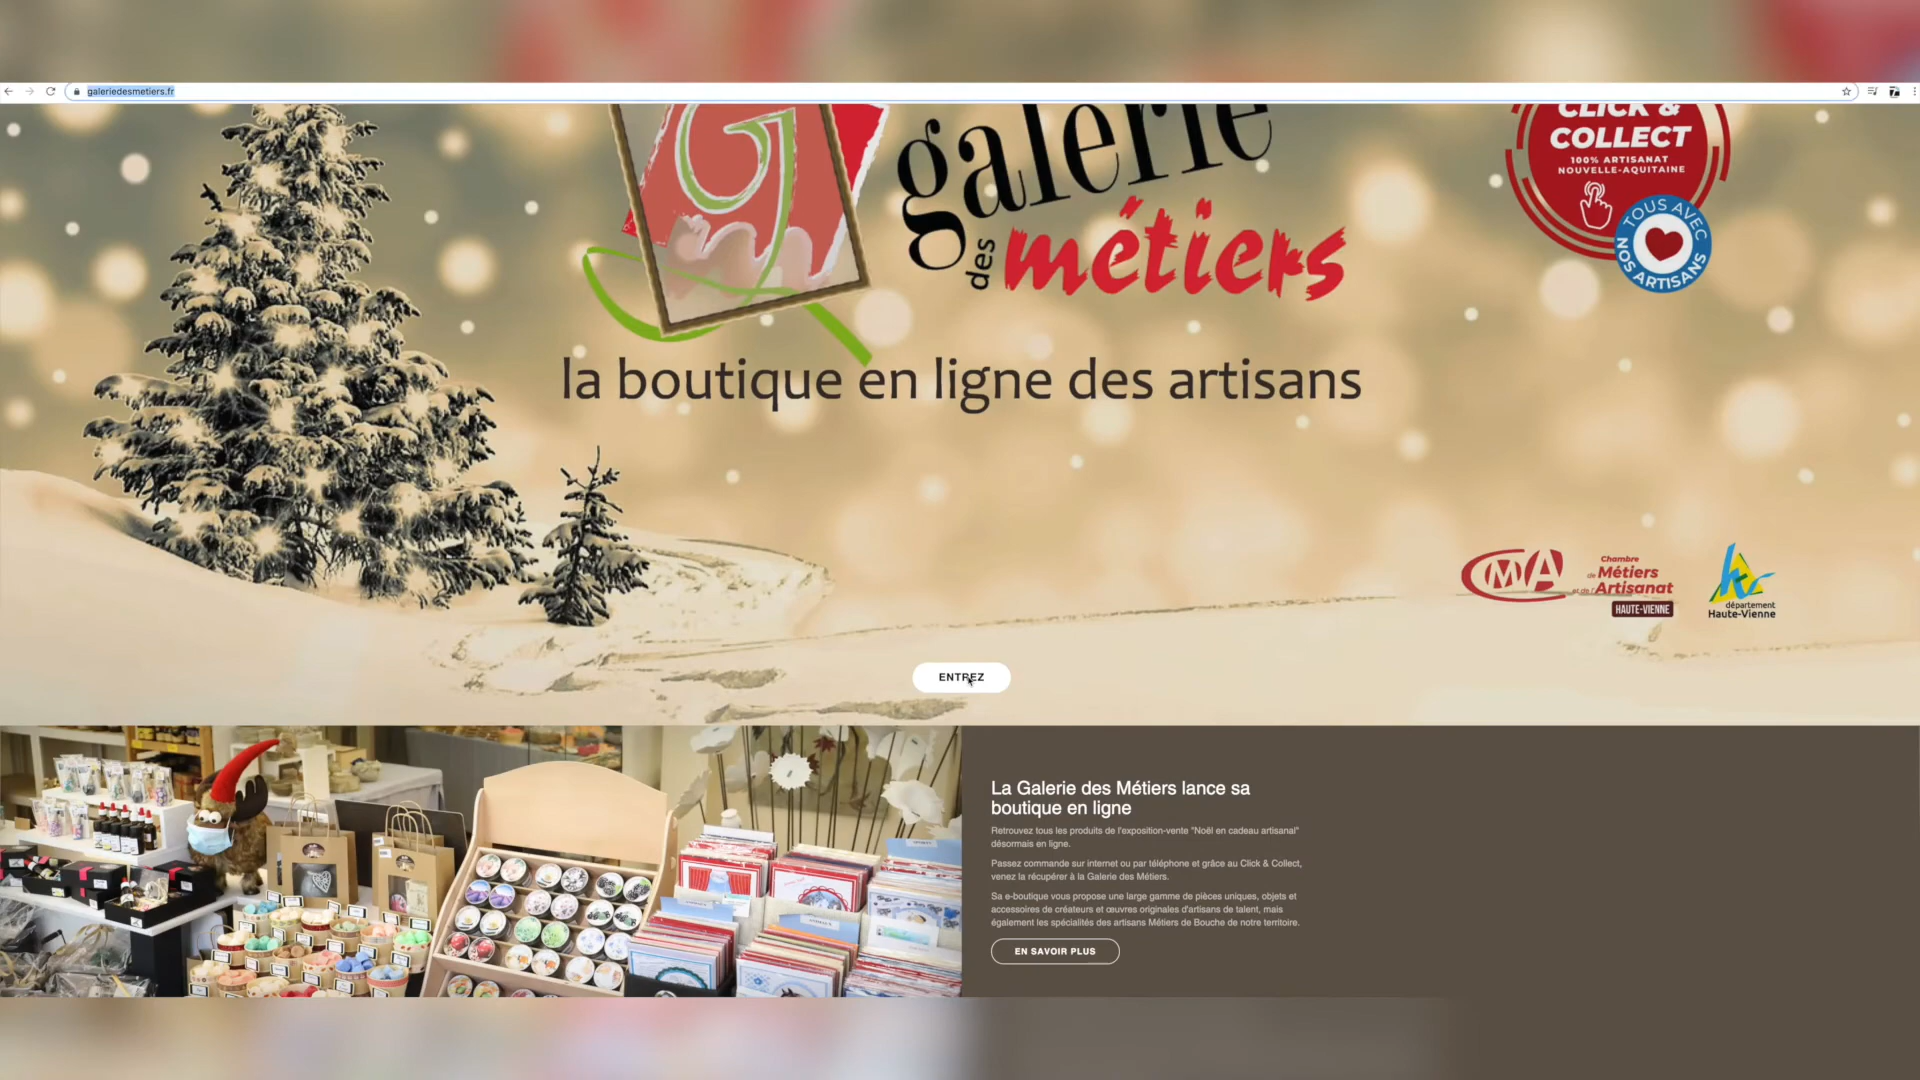 galeriedesmetiers.fr
galerie
des métiers
la boutique en ligne des artisans
CLICK &
COLLECT
100% ARTISANAT
NOUVELLE-AQUITAINE
TOUS AVEC
NOS ARTISANS
CMA
Chambre
de Métiers
et de l'Artisanat
HAUTE-VIENNE
département
Haute-Vienne
ENTREZ
La Galerie des Métiers lance sa
boutique en ligne
Retrouvez tous les produits de l'exposition-vente "Noël en cadeau artisanal"
désormais en ligne.
Passez commande sur internet ou par téléphone et grâce au Click & Collect,
venez la récupérer à la Galerie des Métiers.
Sa e-boutique vous propose une large gamme de pièces uniques, objets et
accessoires de créateurs et œuvres originales d'artisans de talent, mais
également les spécialités des artisans Métiers de Bouche de notre territoire.
EN SAVOIR PLUS